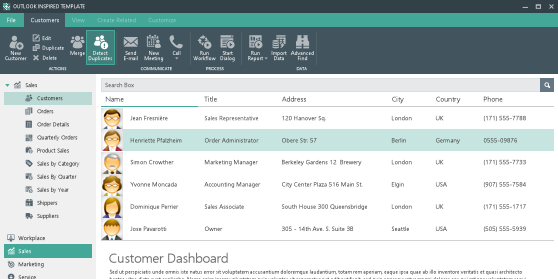 OUTLOOK INSPIRED TEMPLATE
File Customers View Create Related Customize
New Customer
Edit
Duplicate
Delete
Merge
Detect Duplicates
Send E-mail
New Meeting
Call
Run Workflow
Start Dialog
Run Report
Import Data
Advanced Find
ACTIONS COMMUNICATE PROCESS DATA
Sales
Customers
Orders
Order Details
Quarterly Orders
Product Sales
Sales by Category
Sales By Quarter
Sales by Year
Shippers
Suppliers
Workplace
Sales
Marketing
Service
Search Box
Name Title Address City Country Phone
Jean Fresnière Sales Representative 120 Hanover Sq. London UK (171) 555-7788
Henriette Pfalzheim Order Administrator Obere Str. 57 Berlin Germany 0555-09876
Simon Crowther Marketing Manager Berkeley Gardens 12 Brewery London UK (171) 555-7733
Yvonne Moncada Accounting Manager City Center Plaza 516 Main St. Elgin USA (907) 555-7584
Dominique Perrier Sales Associate South House 300 Queensbridge London UK (171) 555-1717
Jose Pavarotti Owner 305 - 14th Ave. S. Suite 3B Seattle USA (505) 555-5939
Customer Dashboard
Sed ut perspiciatis unde omnis iste natus error sit voluptatem accusantium doloremque laudantium, totam rem aperiam, eaque ipsa quae ab illo inventore veritatis et quasi architecto